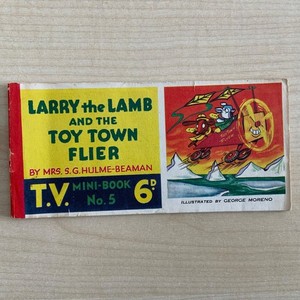 LARRY the LAMB
AND THE
TOY TOWN
FLIER
BY MRS. S.G. HULME-BEAMAN
T.V. MINI-BOOK No. 5 6D.
ILLUSTRATED BY GEORGE MORENO